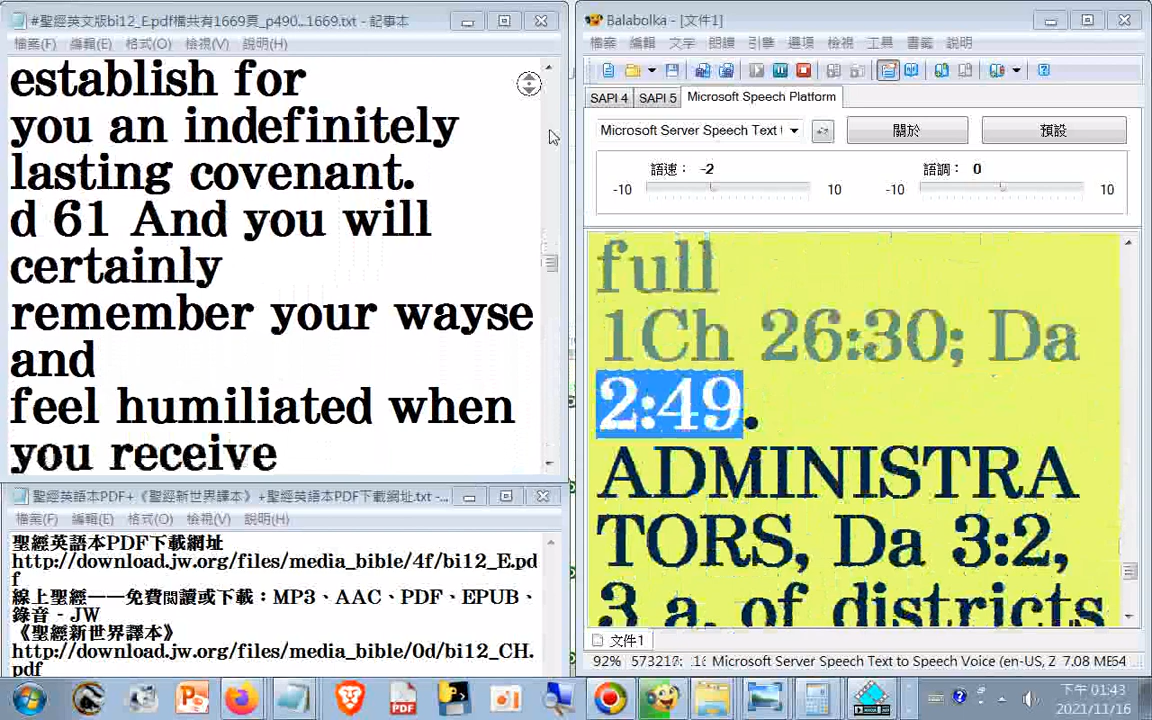 #聖經英文版bi12_E.pdf檔共有1669頁_p490...1669.txt - 記事本
檔案(F) 編輯(E) 格式(O) 檢視(V) 說明(H)
establish for
you an indefinitely
lasting covenant.
d 61 And you will
certainly
remember your wayse
and
feel humiliated when
you receive
聖經英語本PDF+《聖經新世界譯本》+聖經英語本PDF下載網址.txt - ...
檔案(F) 編輯(E) 格式(O) 檢視(V) 說明(H)
聖經英語本PDF下載網址
http://download.jw.org/files/media_bible/4f/bi12_E.pd
f
線上聖經——免費閱讀或下載：MP3、AAC、PDF、EPUB、
錄音 - JW
《聖經新世界譯本》
http://download.jw.org/files/media_bible/0d/bi12_CH.
pdf
Balabolka - [文件1]
檔案 編輯 文字 朗讀 引擎 選項 檢視 工具 書籤 說明
SAPI 4 SAPI 5 Microsoft Speech Platform
Microsoft Server Speech Text 關於 預設
語速： -2 語調： 0
-10 10 -10 10
full
1Ch 26:30; Da
2:49.
ADMINISTRA
TORS, Da 3:2,
3 a. of districts
文件1
92% Microsoft Server Speech Text to Speech Voice (en-US, Z 7.08 ME
下午 01:43
2021/11/16